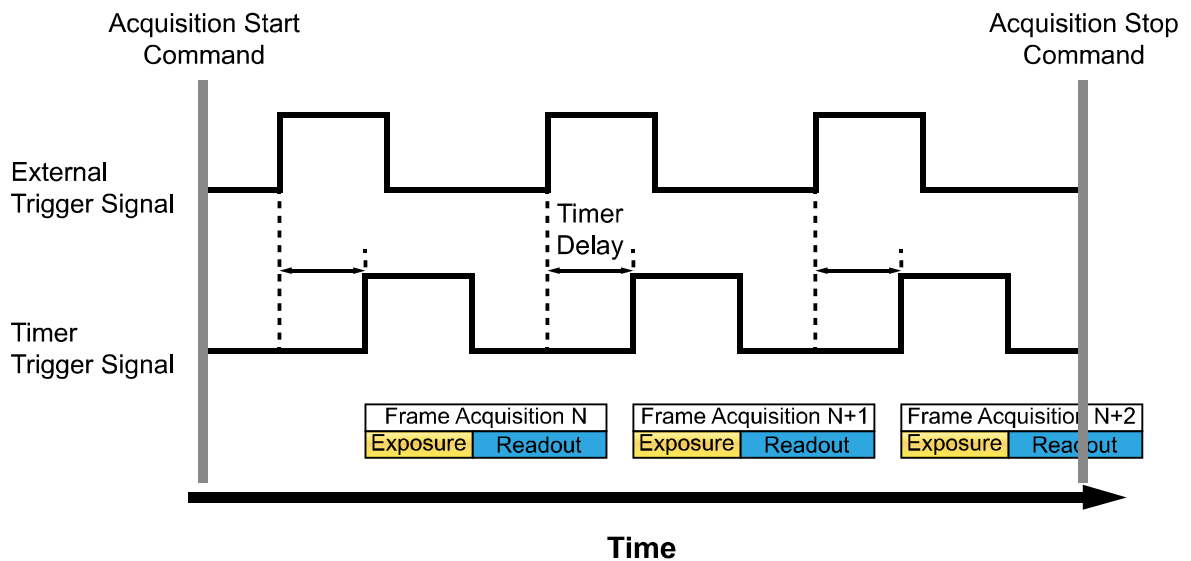 Acquisition Start
Command
Acquisition Stop
Command
External
Trigger Signal
Timer
Delay
Timer
Trigger Signal
Frame Acquisition N
Exposure
Readout
Frame Acquisition N+1
Exposure
Readout
Frame Acquisition N+2
Exposure
Readout
Time